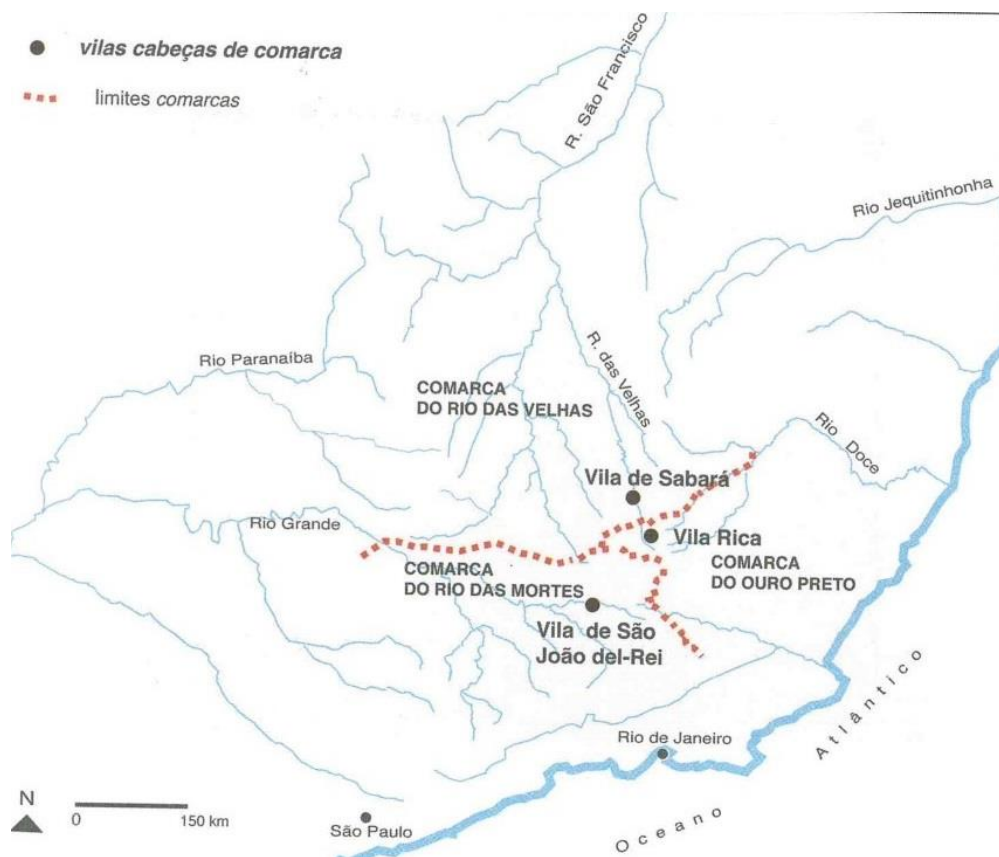 vilas cabeças de comarca
limites comarcas
R. São Francisco
Rio Jequitinhonha
Rio Paranaíba
R. das Velhas
COMARCA
DO RIO DAS VELHAS
Rio Doce
Vila de Sabará
Rio Grande
Vila Rica
COMARCA
DO OURO PRETO
COMARCA
DO RIO DAS MORTES
Vila de São
João del-Rei
Rio de Janeiro
Oceano Atlântico
N
0 150 km
São Paulo